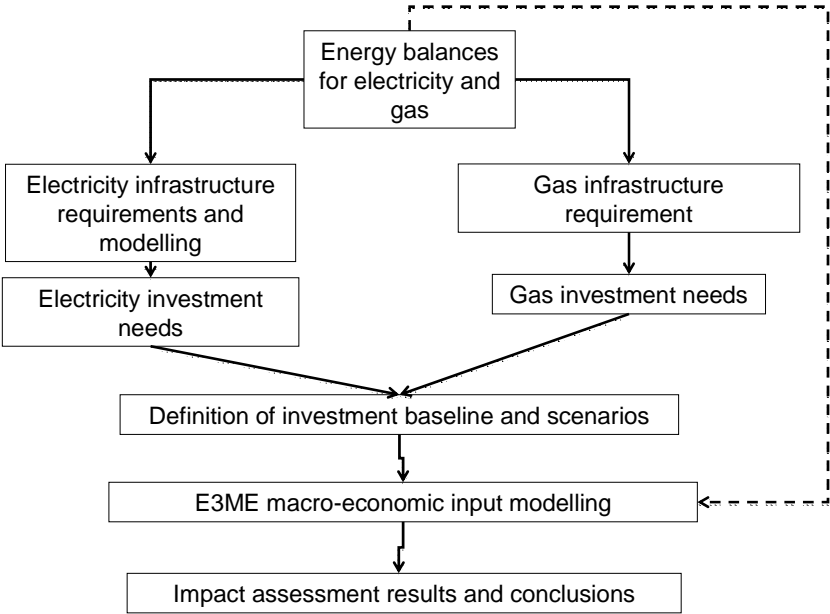 Energy balances
for electricity and
gas
Electricity infrastructure
requirements and
modelling
Gas infrastructure
requirement
Electricity investment
needs
Gas investment needs
Definition of investment baseline and scenarios
E3ME macro-economic input modelling
Impact assessment results and conclusions